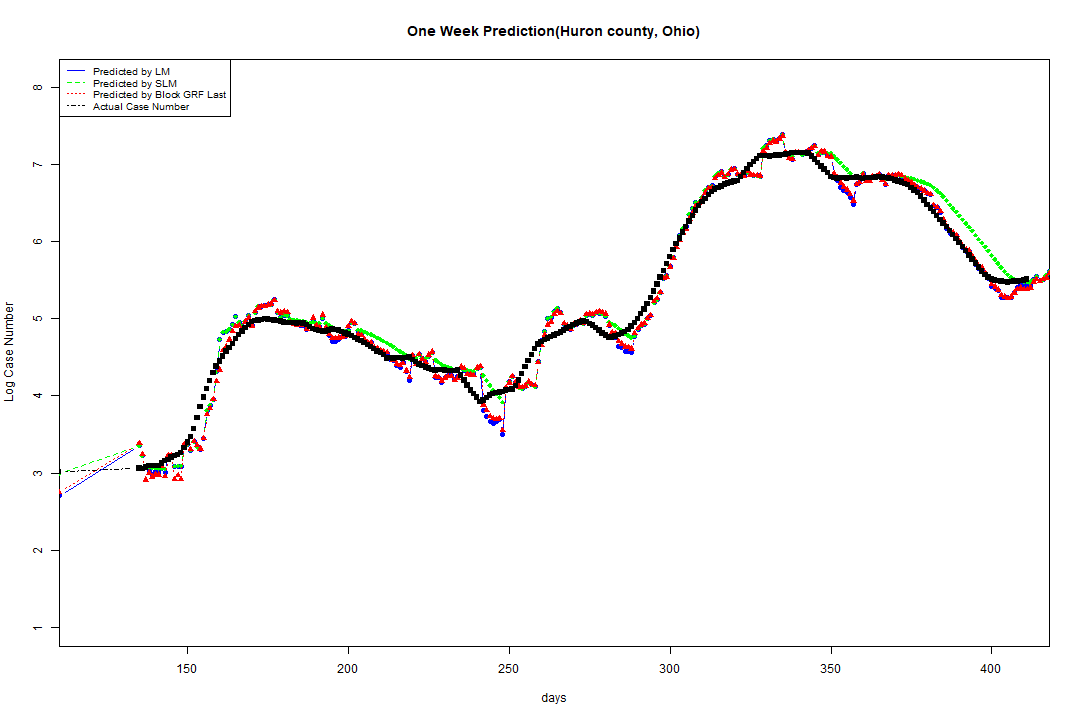 One Week Prediction(Huron county, Ohio)
Predicted by LM
Predicted by SLM
Predicted by Block GRF Last
Actual Case Number
Log Case Number
8
7
6
5
4
3
2
1
150 200 250 300 350 400
days